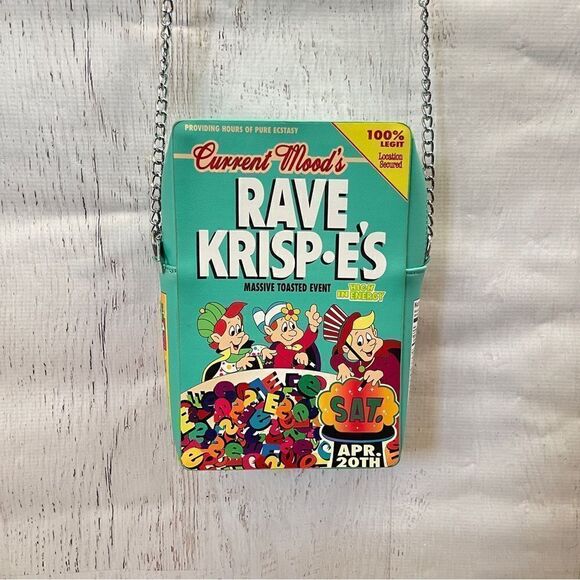 PROVIDING HOURS OF PURE ECSTASY
100%
LEGIT
Location
Secured
Current Mood's
RAVE
KRISP•E'S
MASSIVE TOASTED EVENT
HIGH
IN ENERGY
SAT.
APR.
20TH